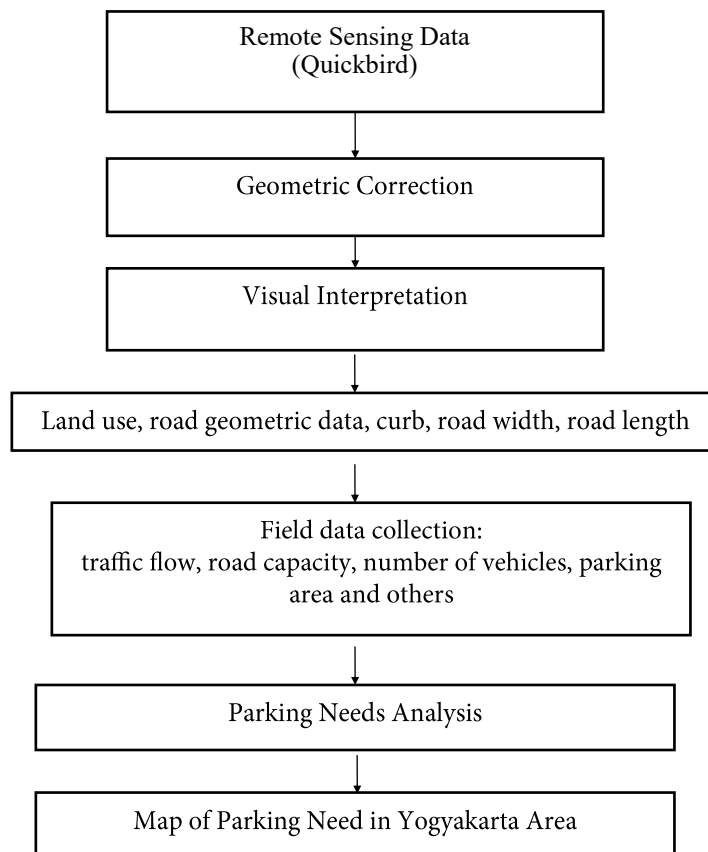 Remote Sensing Data
(Quickbird)
Geometric Correction
Visual Interpretation
Land use, road geometric data, curb, road width, road length
Field data collection:
traffic flow, road capacity, number of vehicles, parking
area and others
Parking Needs Analysis
Map of Parking Need in Yogyakarta Area